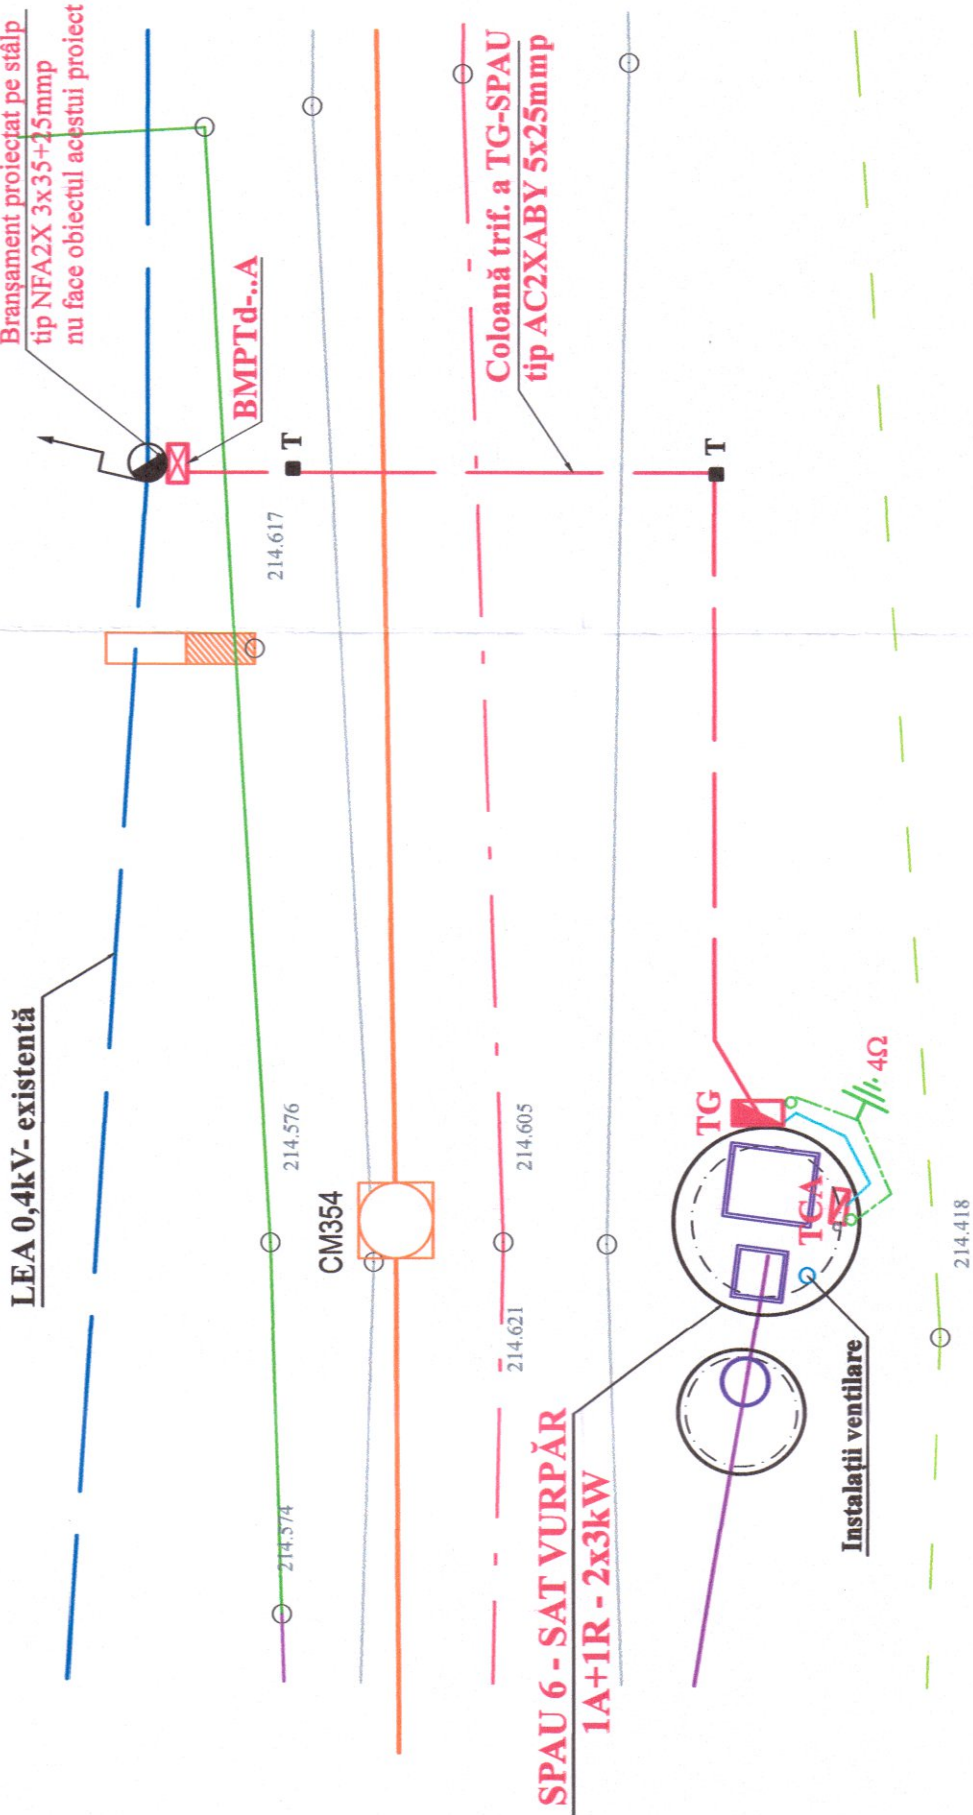 Branșament proiectat pe stâlp
tip NFA2X 3x35+25mmp
nu face obiectul acestui proiect
BMPTd-..A
T
Coloană trif. a TG-SPAU
tip AC2XABY 5x25mmp
T
214.617
LEA 0,4kV- existentă
214.576
CM354
214.605
214.621
214.574
TG
4Ω
TCA
SPAU 6 - SAT VURPĂR
1A+1R - 2x3kW
Instalații ventilare
214.418